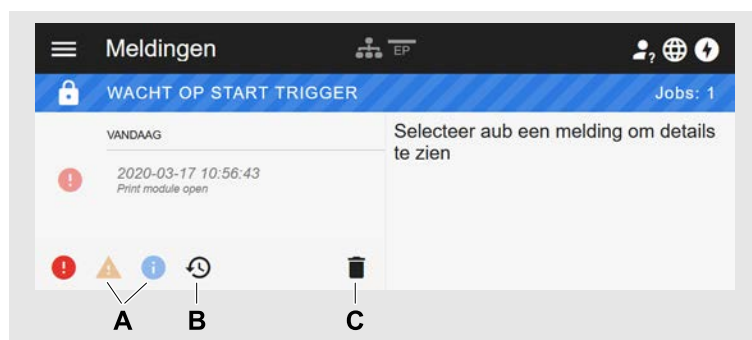 Meldingen
EP
?
WACHT OP START TRIGGER Jobs: 1
VANDAAG
2020-03-17 10:56:43
Print module open
Selecteer aub een melding om details
te zien
A B C